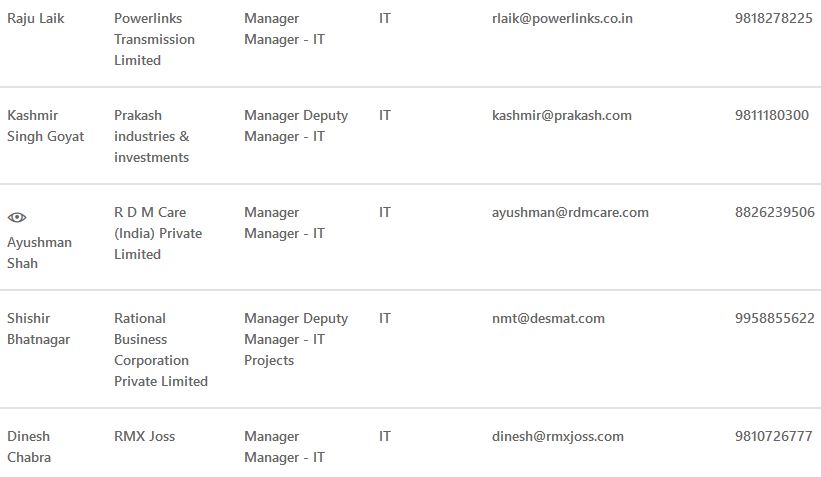 Raju Laik Powerlinks Manager IT rlaik@powerlinks.co.in 9818278225
Transmission Manager - IT
Limited
Kashmir Prakash Manager Deputy IT kashmir@prakash.com 9811180300
Singh Goyat industries & Manager - IT
investments
R D M Care Manager IT ayushman@rdmcare.com 8826239506
Ayushman (India) Private Manager - IT
Shah Limited
Shishir Rational Manager Deputy IT nmt@desmat.com 9958855622
Bhatnagar Business Manager - IT
Corporation Projects
Private Limited
Dinesh RMX Joss Manager IT dinesh@rmxjoss.com 9810726777
Chabra Manager - IT